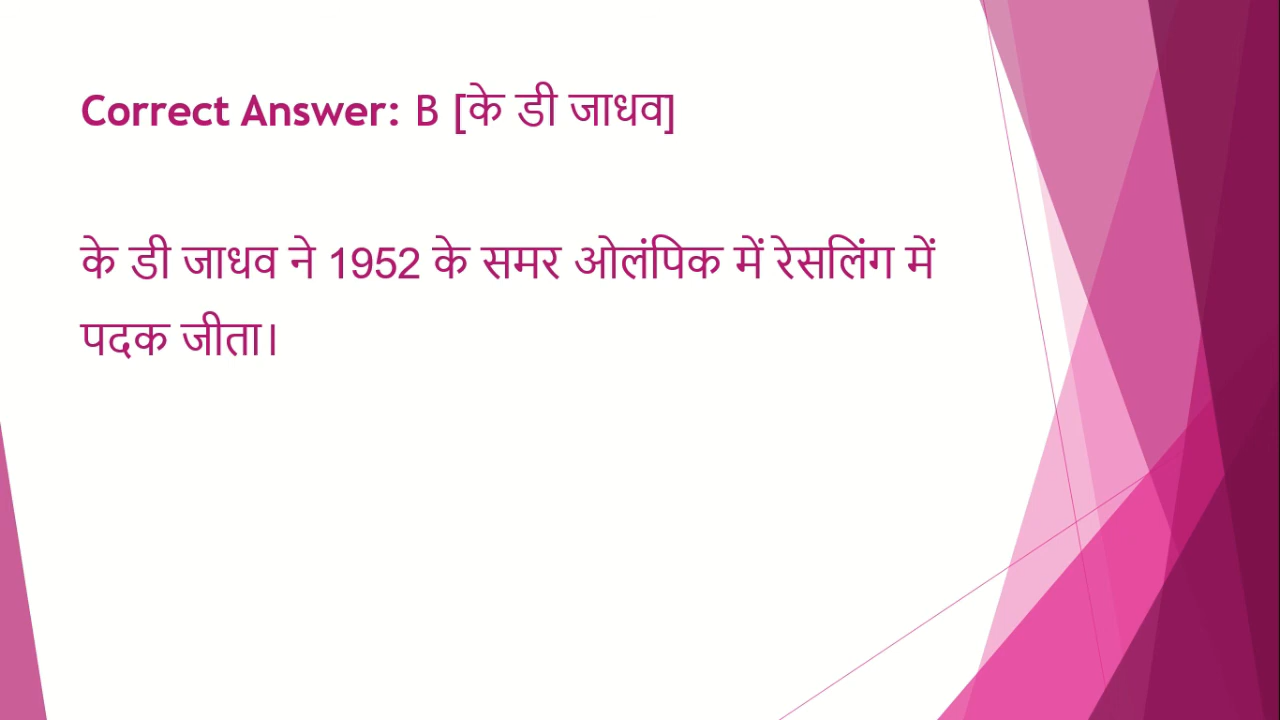 Correct Answer: B [के डी जाधव]
के डी जाधव ने 1952 के समर ओलंपिक में रेसलिंग में
पदक जीता।